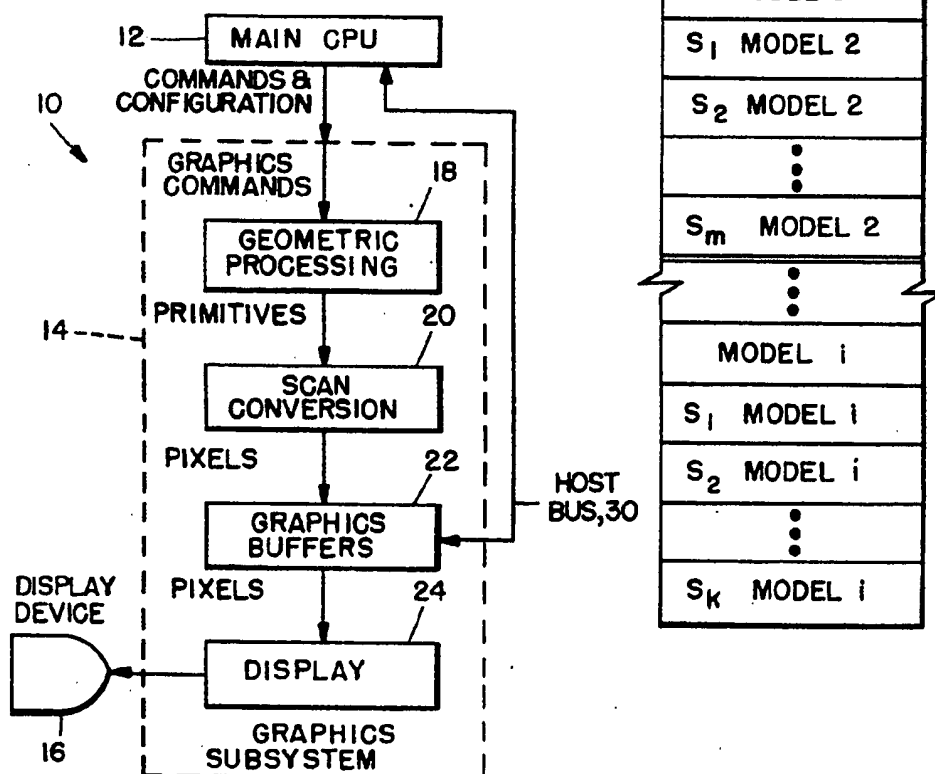 12
MAIN CPU
COMMANDS &
CONFIGURATION
10
GRAPHICS
COMMANDS
18
GEOMETRIC
PROCESSING
PRIMITIVES
14
20
SCAN
CONVERSION
PIXELS
22
GRAPHICS
BUFFERS
HOST
BUS,30
PIXELS
24
DISPLAY
DEVICE
DISPLAY
16
GRAPHICS
SUBSYSTEM
S1 MODEL 2
S2 MODEL 2
Sm MODEL 2
MODEL i
S1 MODEL i
S2 MODEL i
Sk MODEL i